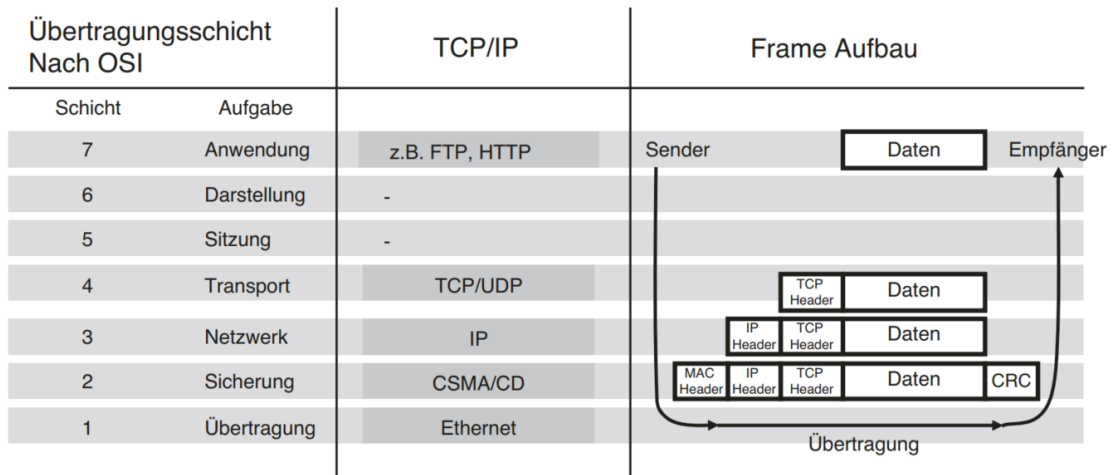 Übertragungsschicht
Nach OSI
TCP/IP
Frame Aufbau
Schicht Aufgabe
7 Anwendung z.B. FTP, HTTP Sender Daten Empfänger
6 Darstellung -
5 Sitzung -
4 Transport TCP/UDP TCP Header Daten
3 Netzwerk IP IP Header TCP Header Daten
2 Sicherung CSMA/CD MAC Header IP Header TCP Header Daten CRC
1 Übertragung Ethernet
Übertragung